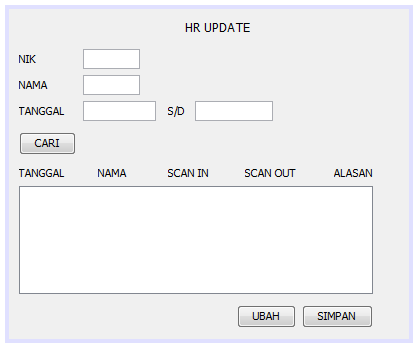 HR UPDATE
NIK
NAMA
TANGGAL S/D
CARI
TANGGAL NAMA SCAN IN SCAN OUT ALASAN
UBAH SIMPAN